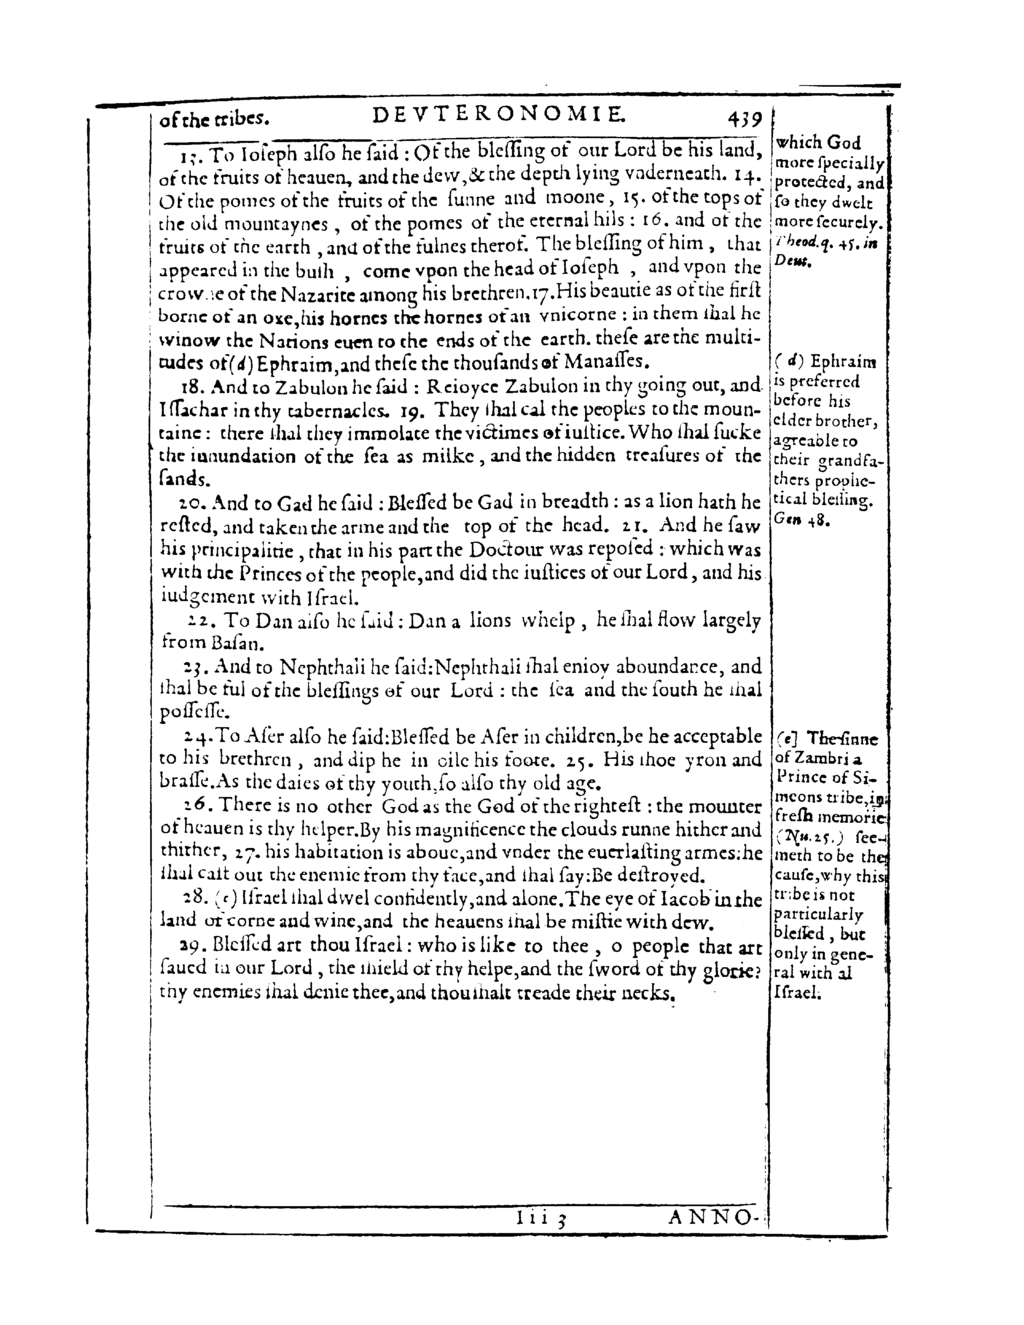 of the tribes. DEVTERONOMIE. 439
13. To Ioseph also he said : Of the blessing of our Lord be his land,
of the fruits of heauen, and the dew, & the depth lying vnderneath. 14.
Of the pomes of the fruits of the sunne and moone, 15. of the tops of
the old mountaynes , of the pomes of the eternal hils : 16. and of the
fruits of the earth , and of the fulnes therof. The blessing of him , that
appeared in the bush , come vpon the head of Ioseph , and vpon the
crowne of the Nazarite among his brethren. 17. His beautie as of the first
borne of an oxe, his hornes the hornes of an vnicorne : in them shal he
winow the Nations euen to the ends of the earth. these are the multi-
tudes of (d) Ephraim, and these the thousands of Manasses.
18. And to Zabulon he said : Reioyce Zabulon in thy going out, and
Issachar in thy tabernacles. 19. They shal cal the peoples to the moun-
taine : there shal they immolate the victimes of iustice. Who shal sucke
the inundation of the sea as milke , and the hidden treasures of the
sands.
20. And to Gad he said : Blessed be Gad in breadth : as a lion hath he
rested, and taken the arme and the top of the head. 21. And he saw
his principalitie , that in his part the Doctour was reposed : which was
with the Princes of the people, and did the iustices of our Lord , and his
iudgement with Israel.
22. To Dan also he said : Dan a lions whelp , he shal flow largely
from Basan.
23. And to Nephthali he said: Nephthali shal enioy aboundance, and
shal be ful of the blessings of our Lord : the sea and the south he shal
possesse.
24. To Aser also he said: Blessed be Aser in children, be he acceptable
to his brethren , and dip he in oile his foote. 25. His shoe yron and
brasse. As the daies of thy youth, so also thy old age.
26. There is no other God as the God of the rightest : the mounter
of heauen is thy helper. By his magnificence the clouds runne hither and
thither, 27. his habitation is aboue, and vnder the euerlasting armes: he
shal cast out the enemie from thy face, and shal say: Be destroyed.
28. (e) Israel shal dwel confidently, and alone. The eye of Iacob in the
land of corne and wine, and the heauens shal be mistie with dew.
29. Blessed art thou Israel : who is like to thee , o people that art
saued in our Lord , the shield of thy helpe, and the sword of thy glorie?
thy enemies shal denie thee, and thou shalt treade their necks.
which God
more specially
protected, and
so they dwelt
more securely.
Theod. q. 45. in
Deut.
(d) Ephraim
is preferred
before his
elder brother,
agreable to
their grandfa-
thers prophe-
tical blessing.
Gen 48.
(e] The sinne
of Zambri a
Prince of Si-
meons tribe, in
fresh memorie
(Nu. 25.) see-
meth to be the
cause, why this
tribe is not
particularly
blessed , but
only in gene-
ral with al
Israel.
Iii 3 ANNO-